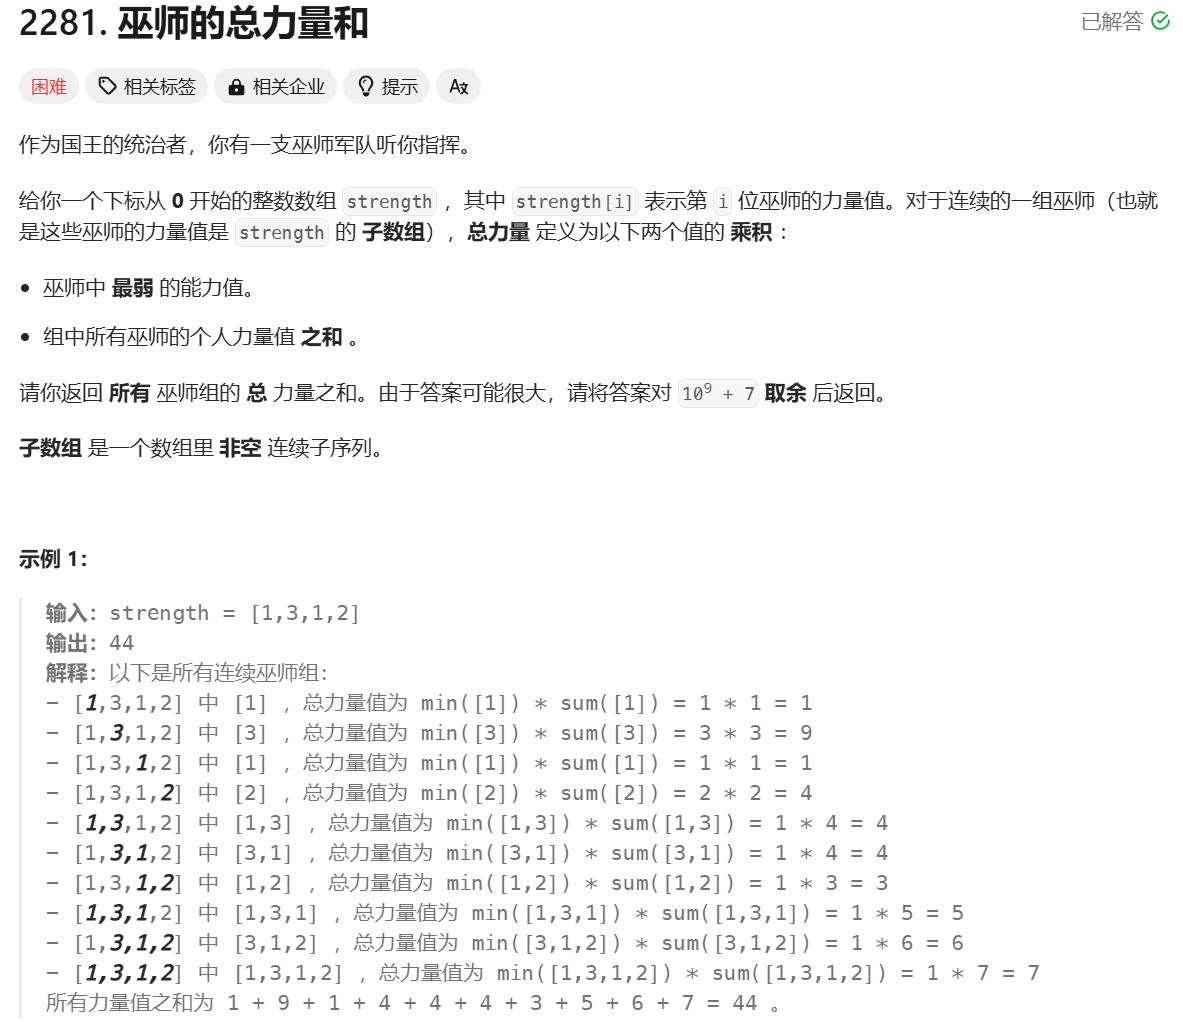 2281. 巫师的总力量和
已解答
困难 相关标签 相关企业 提示 Ax
作为国王的统治者，你有一支巫师军队听你指挥。
给你一个下标从 0 开始的整数数组 strength ，其中 strength[i] 表示第 i 位巫师的力量值。对于连续的一组巫师（也就
是这些巫师的力量值是 strength 的 子数组），总力量 定义为以下两个值的 乘积 ：
• 巫师中 最弱 的能力值。
• 组中所有巫师的个人力量值 之和 。
请你返回 所有 巫师组的 总 力量之和。由于答案可能很大，请将答案对 10⁹ + 7 取余 后返回。
子数组 是一个数组里 非空 连续子序列。
示例 1：
输入：strength = [1,3,1,2]
输出：44
解释：以下是所有连续巫师组：
- [1,3,1,2] 中 [1] ，总力量值为 min([1]) * sum([1]) = 1 * 1 = 1
- [1,3,1,2] 中 [3] ，总力量值为 min([3]) * sum([3]) = 3 * 3 = 9
- [1,3,1,2] 中 [1] ，总力量值为 min([1]) * sum([1]) = 1 * 1 = 1
- [1,3,1,2] 中 [2] ，总力量值为 min([2]) * sum([2]) = 2 * 2 = 4
- [1,3,1,2] 中 [1,3] ，总力量值为 min([1,3]) * sum([1,3]) = 1 * 4 = 4
- [1,3,1,2] 中 [3,1] ，总力量值为 min([3,1]) * sum([3,1]) = 1 * 4 = 4
- [1,3,1,2] 中 [1,2] ，总力量值为 min([1,2]) * sum([1,2]) = 1 * 3 = 3
- [1,3,1,2] 中 [1,3,1] ，总力量值为 min([1,3,1]) * sum([1,3,1]) = 1 * 5 = 5
- [1,3,1,2] 中 [3,1,2] ，总力量值为 min([3,1,2]) * sum([3,1,2]) = 1 * 6 = 6
- [1,3,1,2] 中 [1,3,1,2] ，总力量值为 min([1,3,1,2]) * sum([1,3,1,2]) = 1 * 7 = 7
所有力量值之和为 1 + 9 + 1 + 4 + 4 + 4 + 3 + 5 + 6 + 7 = 44 。